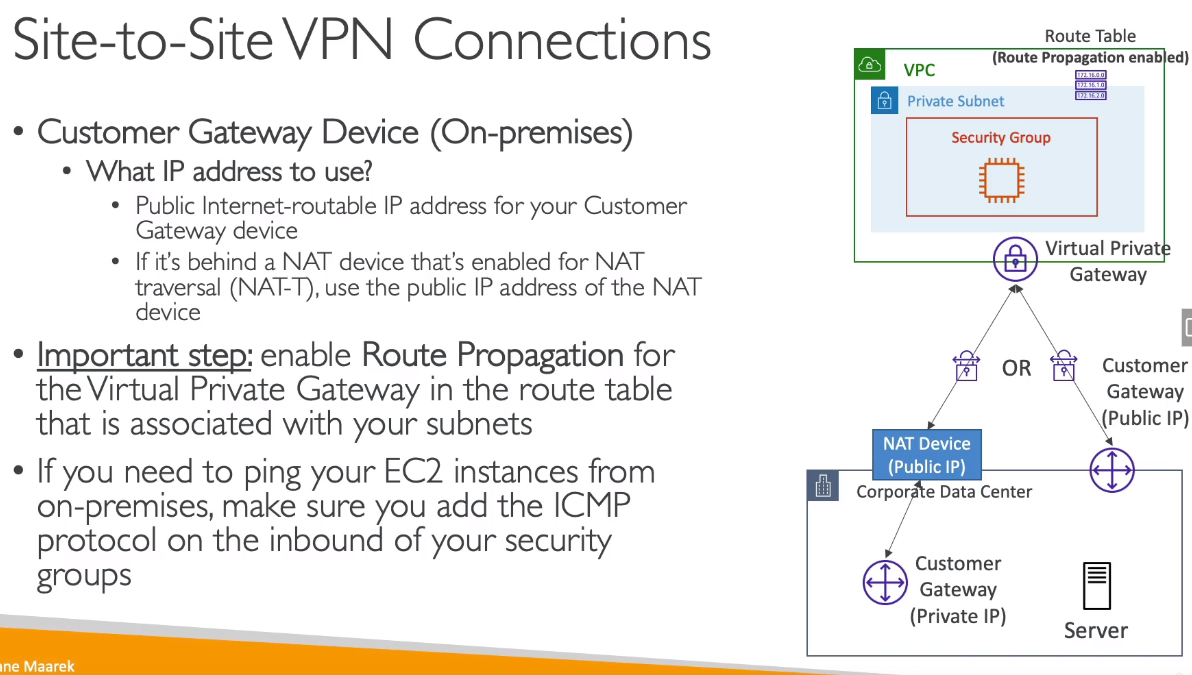 Site-to-Site VPN Connections
• Customer Gateway Device (On-premises)
• What IP address to use?
• Public Internet-routable IP address for your Customer
Gateway device
• If it's behind a NAT device that's enabled for NAT
traversal (NAT-T), use the public IP address of the NAT
device
• Important step: enable Route Propagation for
the Virtual Private Gateway in the route table
that is associated with your subnets
• If you need to ping your EC2 instances from
on-premises, make sure you add the ICMP
protocol on the inbound of your security
groups
Route Table
(Route Propagation enabled)
172.16.0.0
172.16.1.0
172.16.2.0
VPC
Private Subnet
Security Group
Virtual Private
Gateway
OR
Customer
Gateway
(Public IP)
NAT Device
(Public IP)
Corporate Data Center
Customer
Gateway
(Private IP)
Server
Maarek